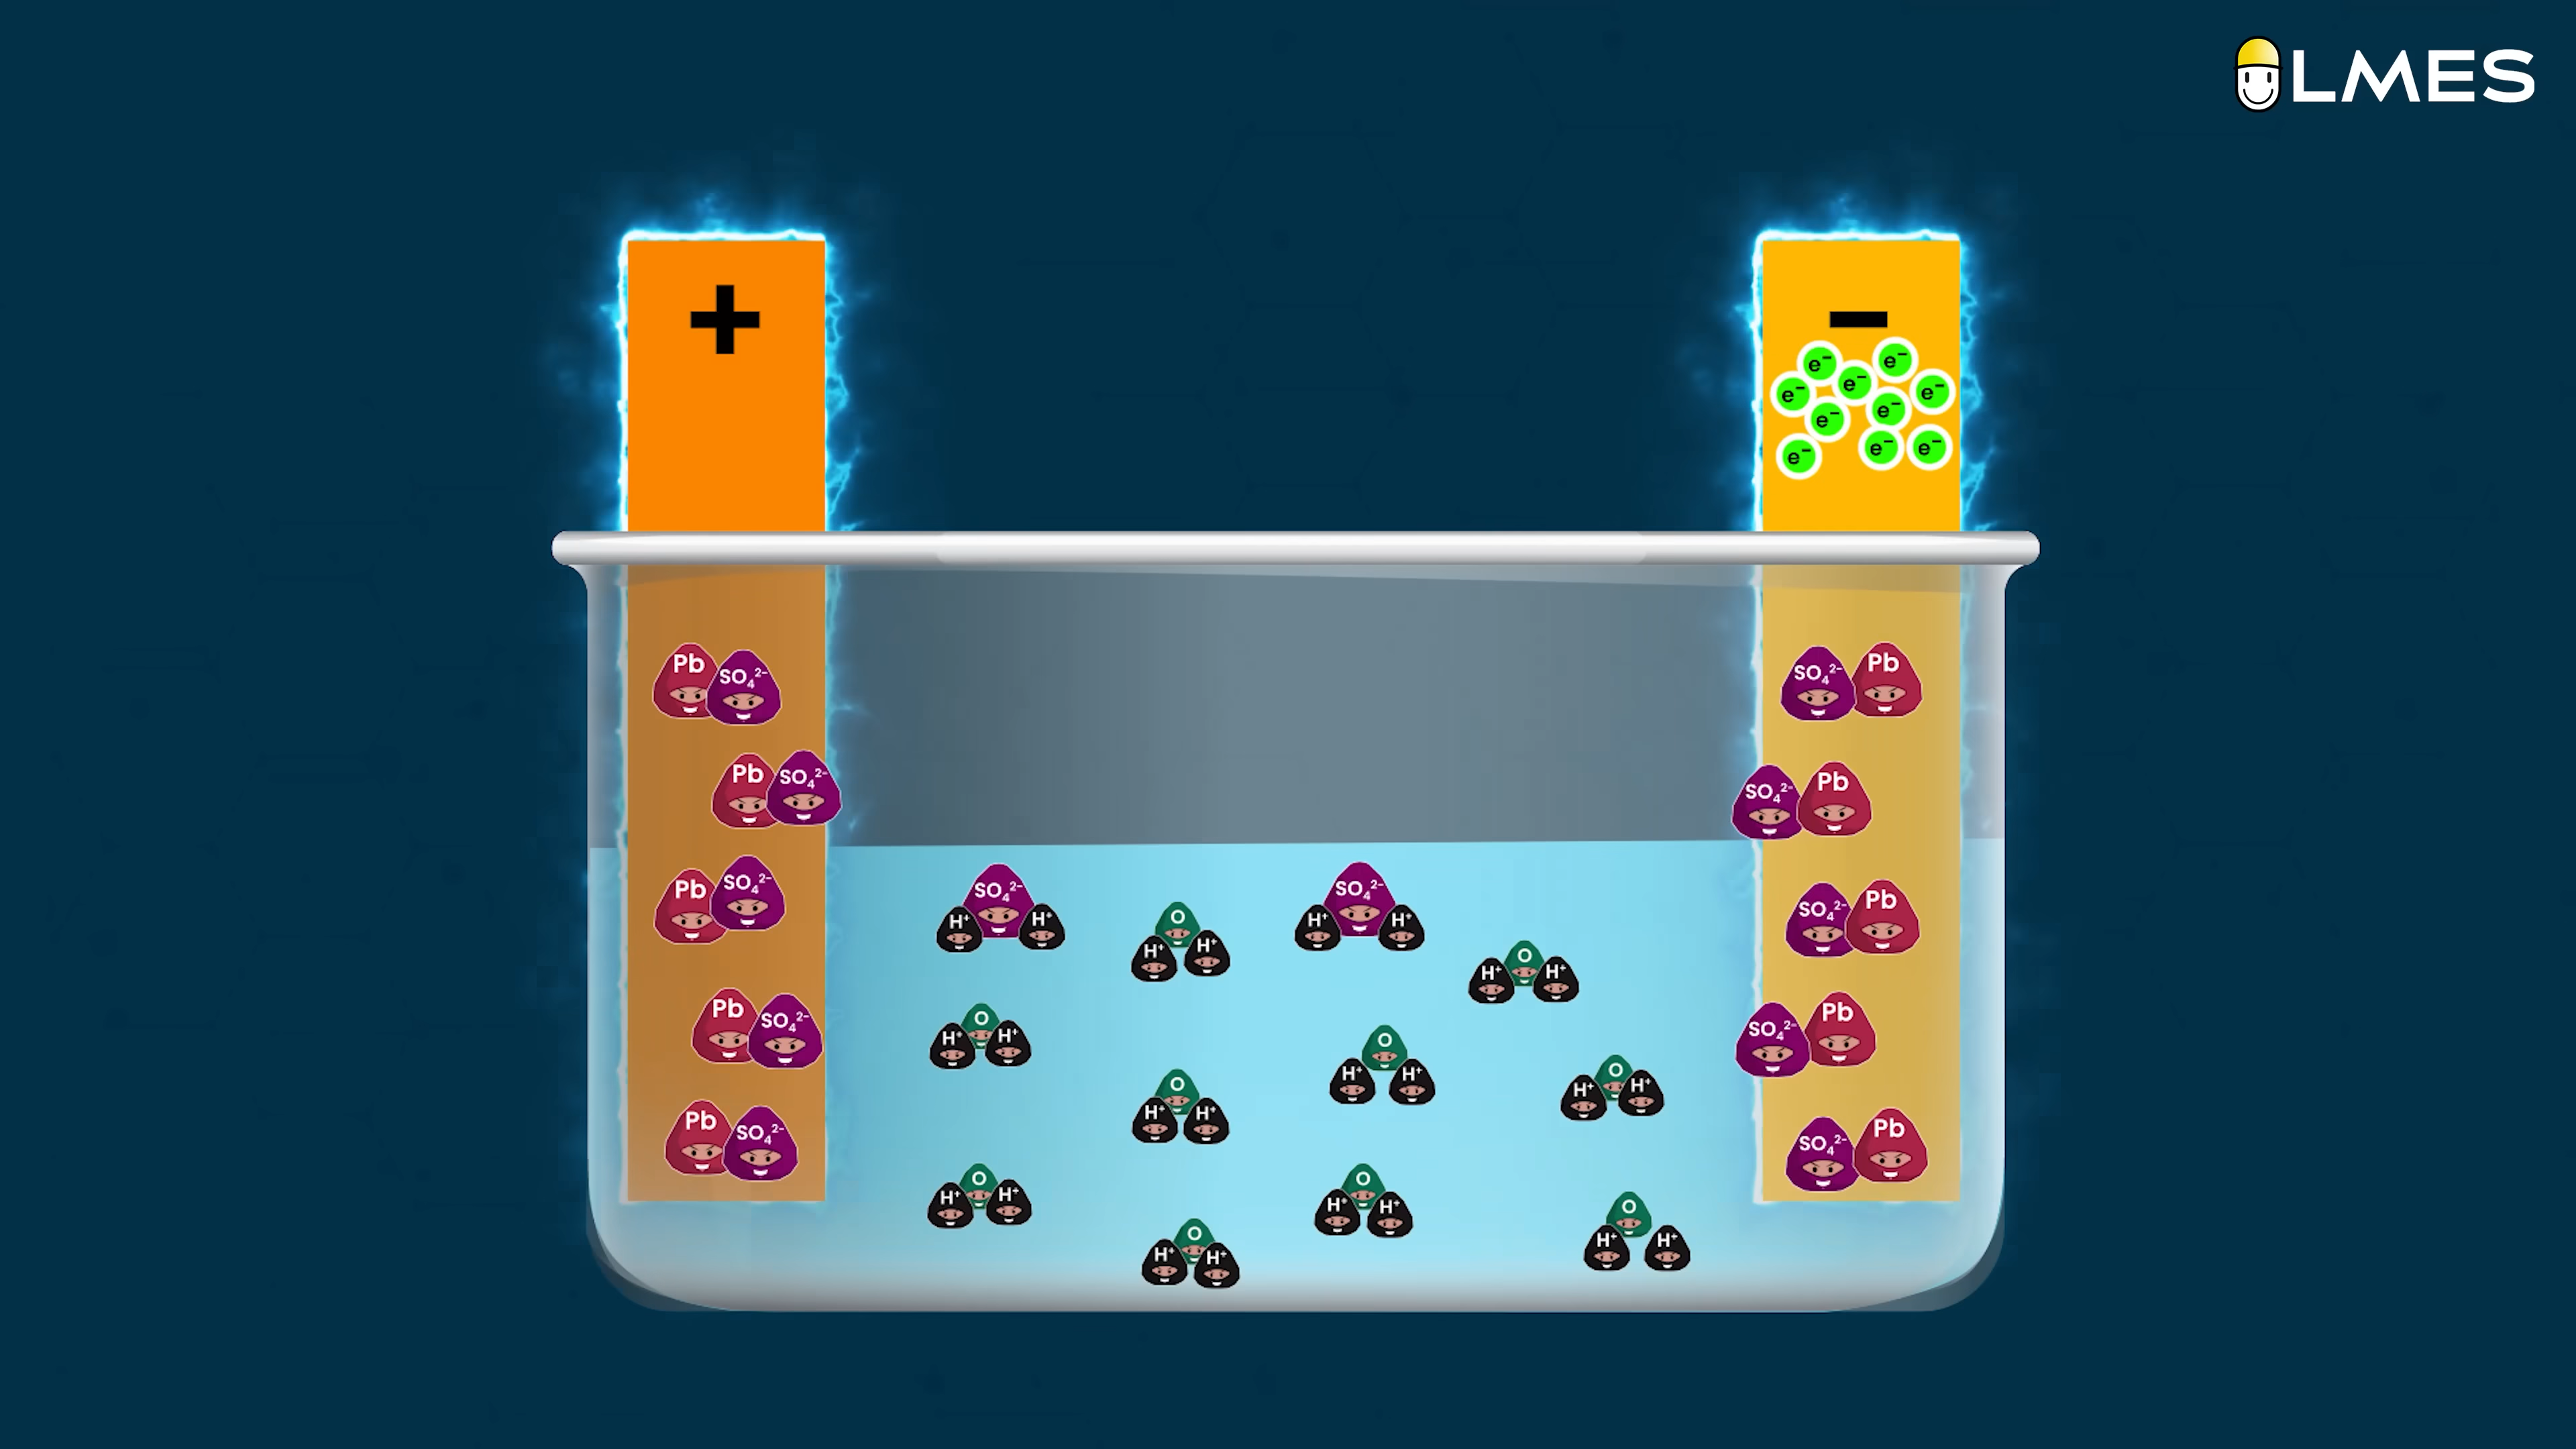 LMES
+
−
e⁻ e⁻
e⁻ e⁻ e⁻
e⁻ e⁻
e⁻ e⁻ e⁻
Pb SO₄²⁻
SO₄²⁻ Pb
Pb SO₄²⁻
SO₄²⁻ Pb
Pb SO₄²⁻
SO₄²⁻ Pb
Pb SO₄²⁻
SO₄²⁻ Pb
Pb SO₄²⁻
SO₄²⁻ Pb
H⁺ SO₄²⁻ H⁺
H⁺ O H⁺
H⁺ SO₄²⁻ H⁺
H⁺ O H⁺
H⁺ O H⁺
H⁺ O H⁺
H⁺ O H⁺
H⁺ O H⁺
H⁺ O H⁺
H⁺ O H⁺
H⁺ O H⁺
H⁺ O H⁺